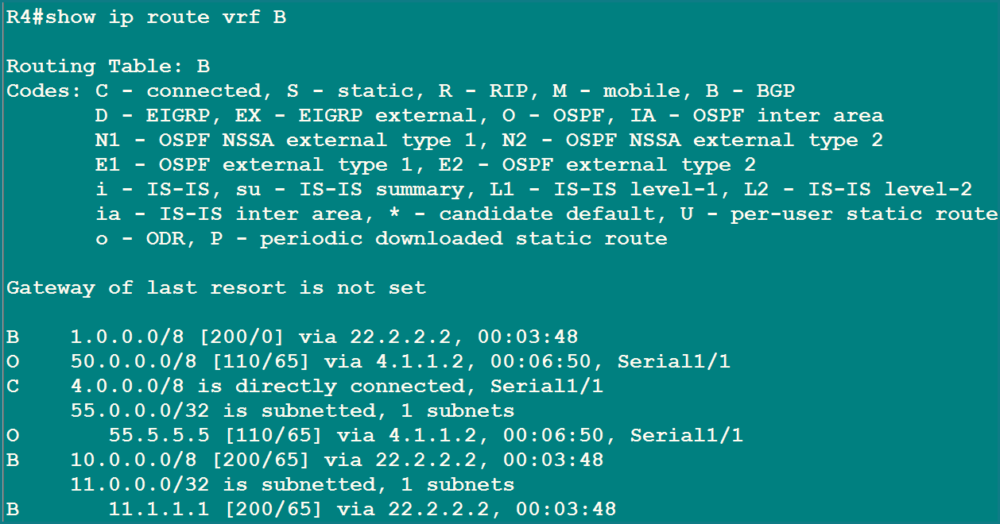 R4#show ip route vrf B
Routing Table: B
Codes: C - connected, S - static, R - RIP, M - mobile, B - BGP
D - EIGRP, EX - EIGRP external, O - OSPF, IA - OSPF inter area
N1 - OSPF NSSA external type 1, N2 - OSPF NSSA external type 2
E1 - OSPF external type 1, E2 - OSPF external type 2
i - IS-IS, su - IS-IS summary, L1 - IS-IS level-1, L2 - IS-IS level-2
ia - IS-IS inter area, * - candidate default, U - per-user static route
o - ODR, P - periodic downloaded static route
Gateway of last resort is not set
B 1.0.0.0/8 [200/0] via 22.2.2.2, 00:03:48
O 50.0.0.0/8 [110/65] via 4.1.1.2, 00:06:50, Serial1/1
C 4.0.0.0/8 is directly connected, Serial1/1
55.0.0.0/32 is subnetted, 1 subnets
O 55.5.5.5 [110/65] via 4.1.1.2, 00:06:50, Serial1/1
B 10.0.0.0/8 [200/65] via 22.2.2.2, 00:03:48
11.0.0.0/32 is subnetted, 1 subnets
B 11.1.1.1 [200/65] via 22.2.2.2, 00:03:48